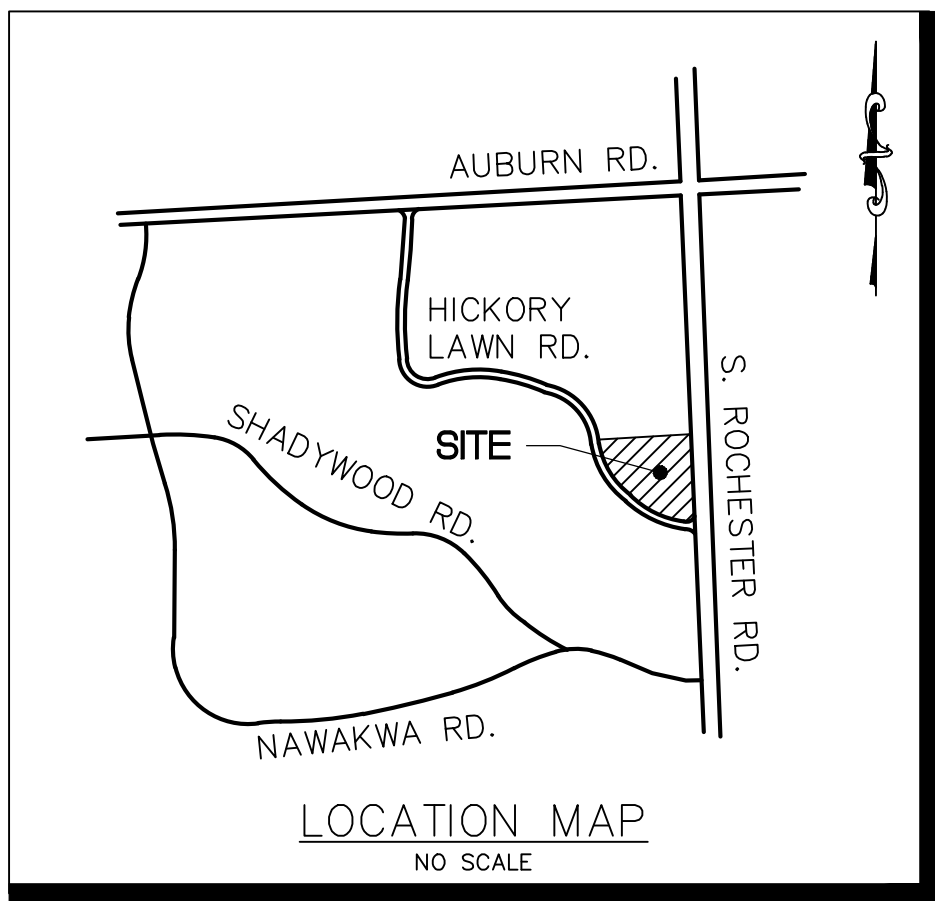 AUBURN RD.
HICKORY
LAWN RD.
S. ROCHESTER RD.
SHADYWOOD RD.
SITE
NAWAKWA RD.
LOCATION MAP
NO SCALE